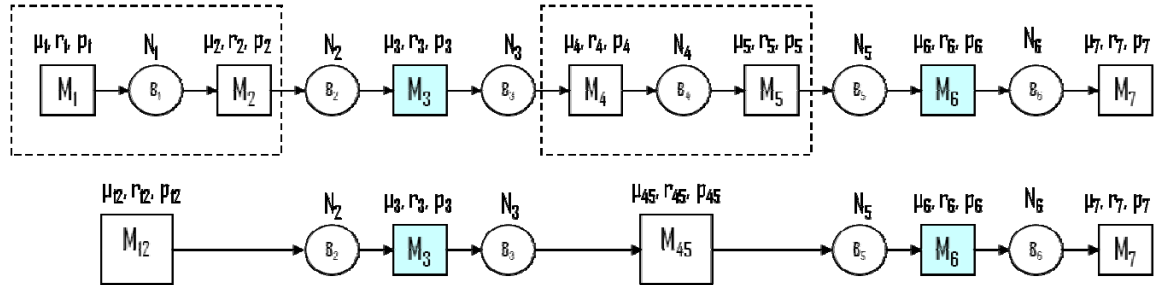 μ₁, r₁, p₁ N₁ μ₂, r₂, p₂ N₂ μ₃, r₃, p₃ N₃ μ₄, r₄, p₄ N₄ μ₅, r₅, p₅ N₅ μ₆, r₆, p₆ N₆ μ₇, r₇, p₇
M₁ B₁ M₂ B₂ M₃ B₃ M₄ B₄ M₅ B₅ M₆ B₆ M₇
μ₁₂, r₁₂, p₁₂ N₂ μ₃, r₃, p₃ N₃ μ₄₅, r₄₅, p₄₅ N₅ μ₆, r₆, p₆ N₆ μ₇, r₇, p₇
M₁₂ B₂ M₃ B₃ M₄₅ B₅ M₆ B₆ M₇